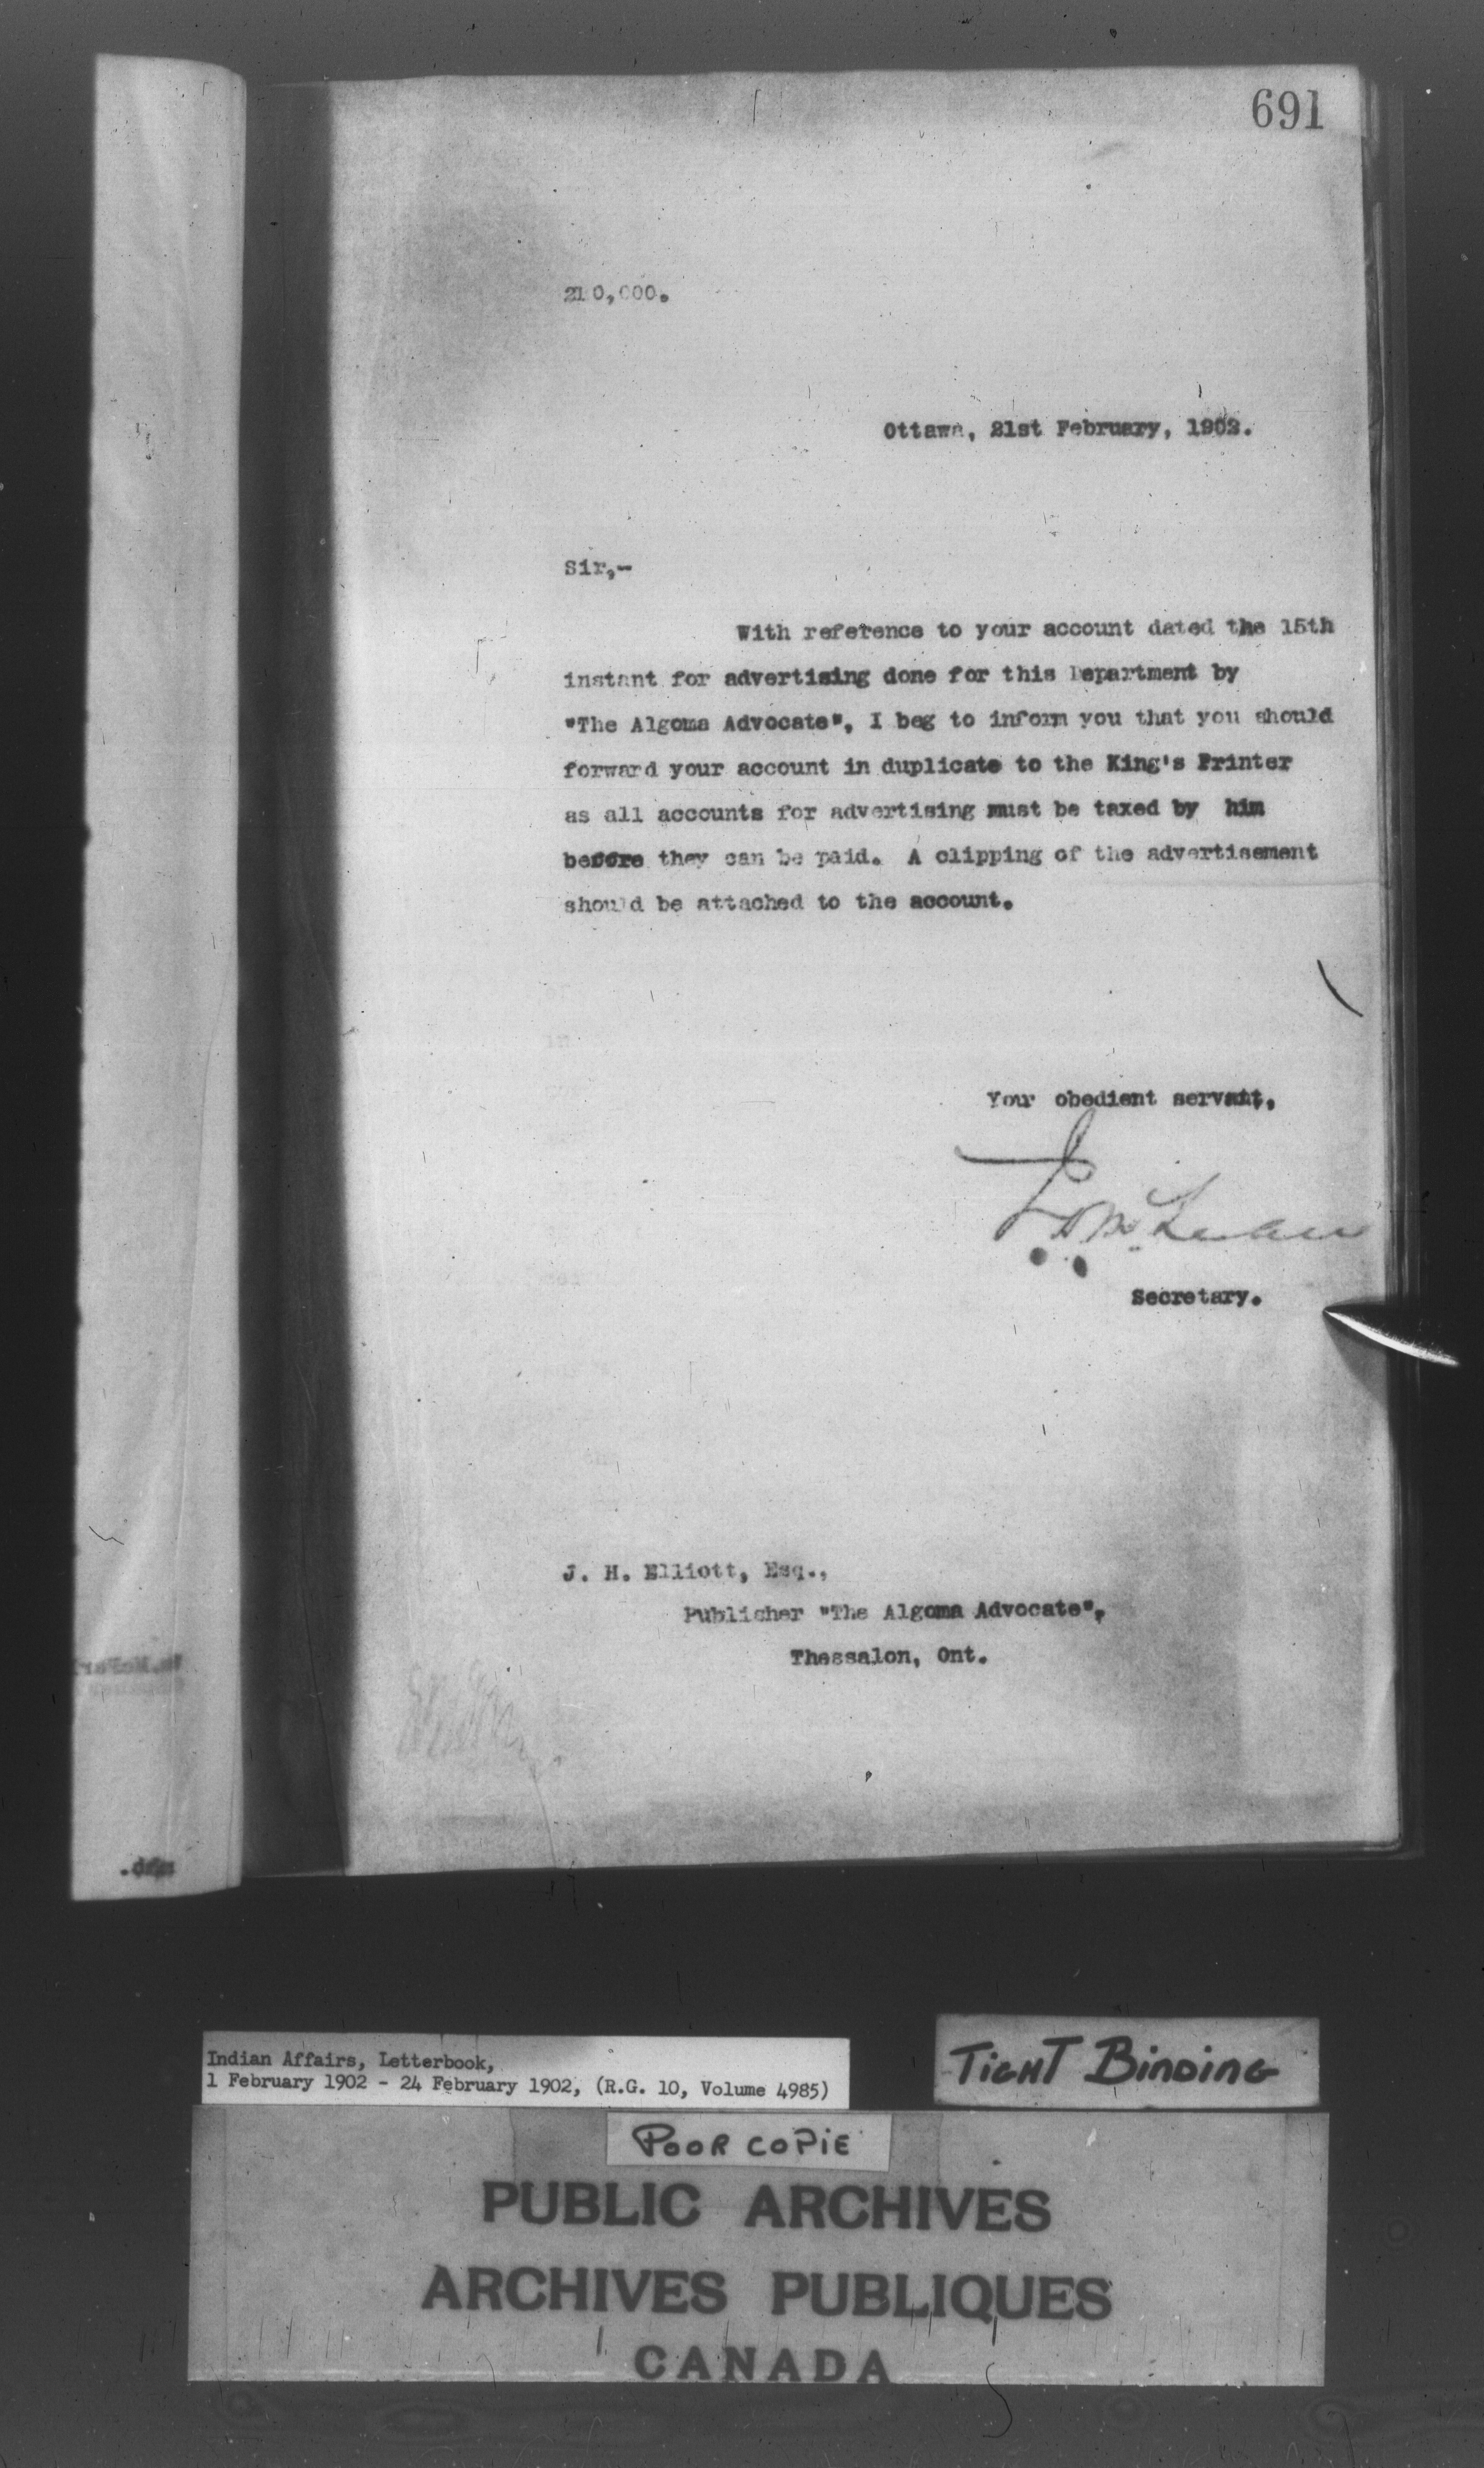 691
210,000.
Ottawa, 21st February, 1902.
Sir,-
With reference to your account dated the 15th
instant for advertising done for this Department by
"The Algoma Advocate", I beg to inform you that you should
forward your account in duplicate to the King's Printer
as all accounts for advertising must be taxed by him
before they can be paid. A clipping of the advertisement
should be attached to the account.
Your obedient servant,
J.D. McLean
Secretary.
J. H. Elliott, Esq.,
Publisher "The Algoma Advocate",
Thessalon, Ont.
Indian Affairs, Letterbook,
1 February 1902 - 24 February 1902, (R.G. 10, Volume 4985)
TIGHT BINDING
POOR COPIE
PUBLIC ARCHIVES
ARCHIVES PUBLIQUES
CANADA